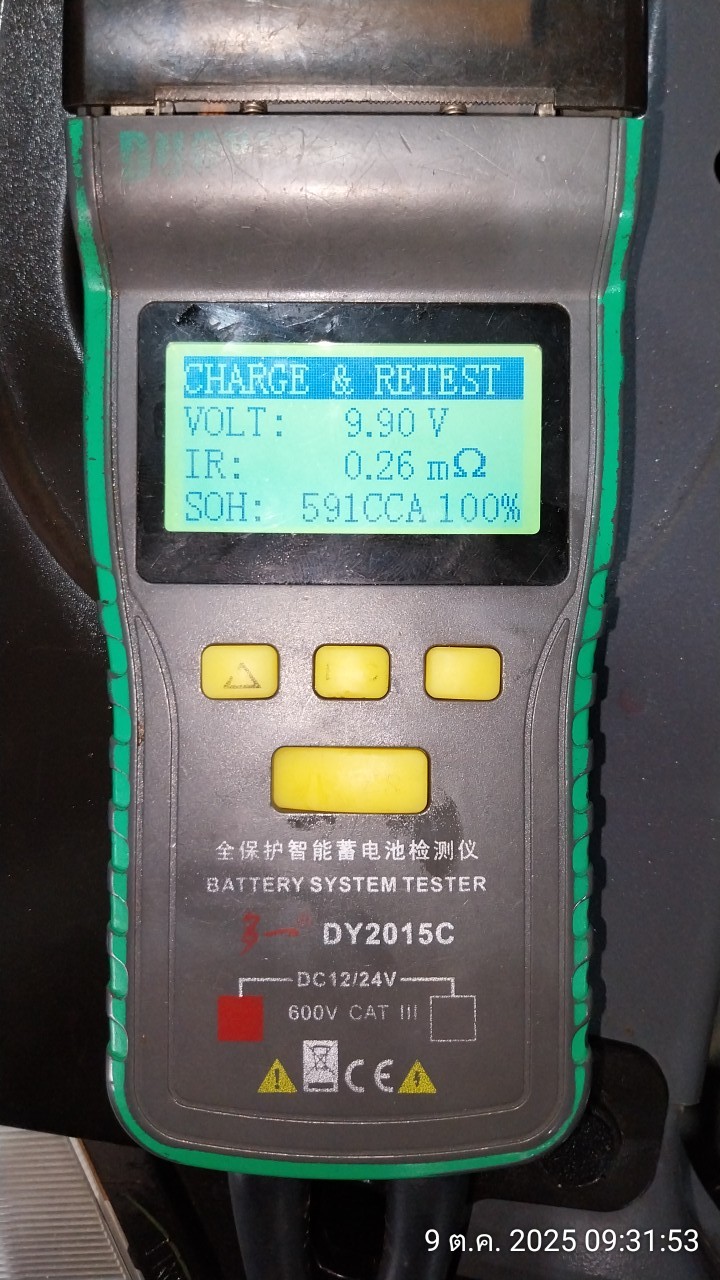 CHARGE & RETEST
VOLT: 9.90 V
IR: 0.26 mΩ
SOH: 591CCA 100%
全保护智能蓄电池检测仪
BATTERY SYSTEM TESTER
DY2015C
DC12/24V
600V CAT III
CE
9 ต.ค. 2025 09:31:53